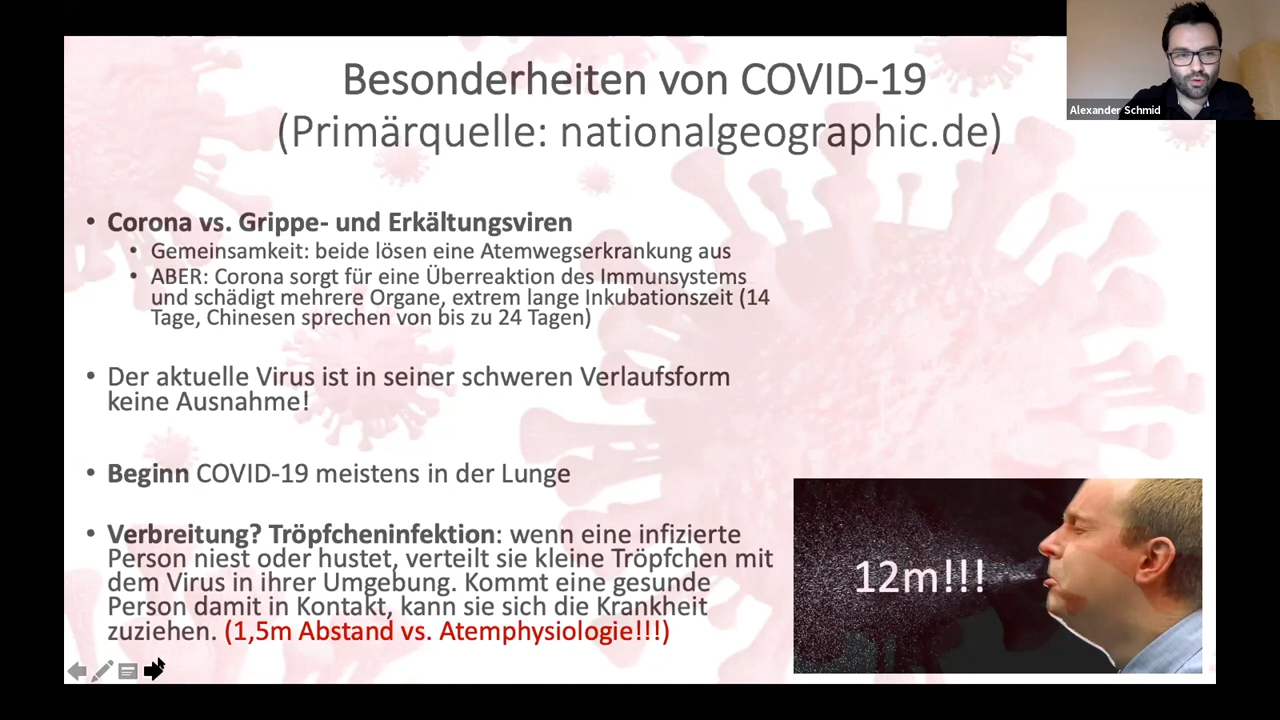 Besonderheiten von COVID-19
(Primärquelle: nationalgeographic.de)
Alexander Schmid
• Corona vs. Grippe- und Erkältungsviren
• Gemeinsamkeit: beide lösen eine Atemwegserkrankung aus
• ABER: Corona sorgt für eine Überreaktion des Immunsystems
und schädigt mehrere Organe, extrem lange Inkubationszeit (14
Tage, Chinesen sprechen von bis zu 24 Tagen)
• Der aktuelle Virus ist in seiner schweren Verlaufsform
keine Ausnahme!
• Beginn COVID-19 meistens in der Lunge
• Verbreitung? Tröpfcheninfektion: wenn eine infizierte
Person niest oder hustet, verteilt sie kleine Tröpfchen mit
dem Virus in ihrer Umgebung. Kommt eine gesunde
Person damit in Kontakt, kann sie sich die Krankheit
zuziehen. (1,5m Abstand vs. Atemphysiologie!!!)
12m!!!